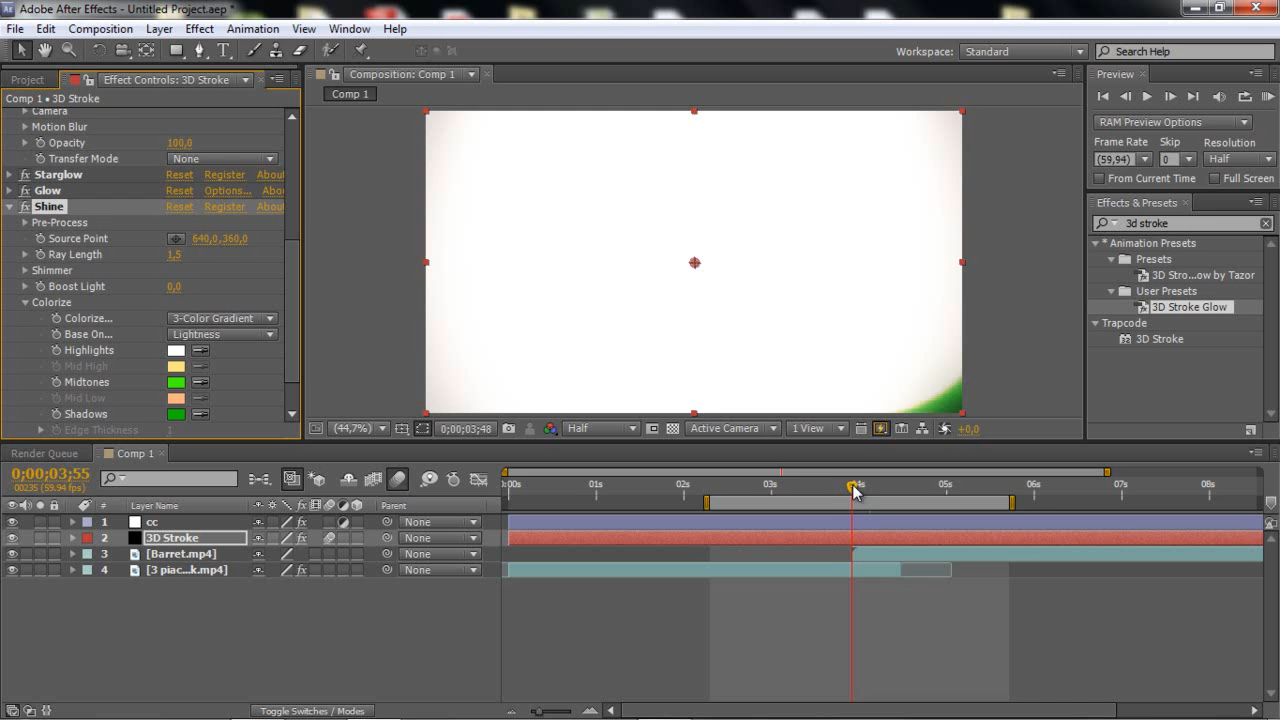 Adobe After Effects - Untitled Project.aep *
File Edit Composition Layer Effect Animation View Window Help
Workspace: Standard Search Help
Project Effect Controls: 3D Stroke
Comp 1 • 3D Stroke
Camera
Motion Blur
Opacity 100,0
Transfer Mode None
Starglow Reset Register Abou
Glow Reset Options... Abo
Shine Reset Register Abou
Pre-Process
Source Point 640,0,360,0
Ray Length 1,5
Shimmer
Boost Light 0,0
Colorize
Colorize... 3-Color Gradient
Base On... Lightness
Highlights
Mid High
Midtones
Mid Low
Shadows
Edge Thickness 1
Composition: Comp 1
Comp 1
(44,7%) 0;00;03;48 Half Active Camera 1 View +0,0
Preview
RAM Preview Options
Frame Rate Skip Resolution
(59,94) 0 Half
From Current Time Full Screen
Effects & Presets
3d stroke
* Animation Presets
Presets
3D Stro...ow by Tazor
User Presets
3D Stroke Glow
Trapcode
3D Stroke
Render Queue Comp 1
0;00;03;55
00235 (59.94 fps)
# Layer Name Parent
:00s 01s 02s 03s 04s 05s 06s 07s 08s
1 cc None
2 3D Stroke None
3 [Barret.mp4] None
4 [3 piac...k.mp4] None
Toggle Switches / Modes